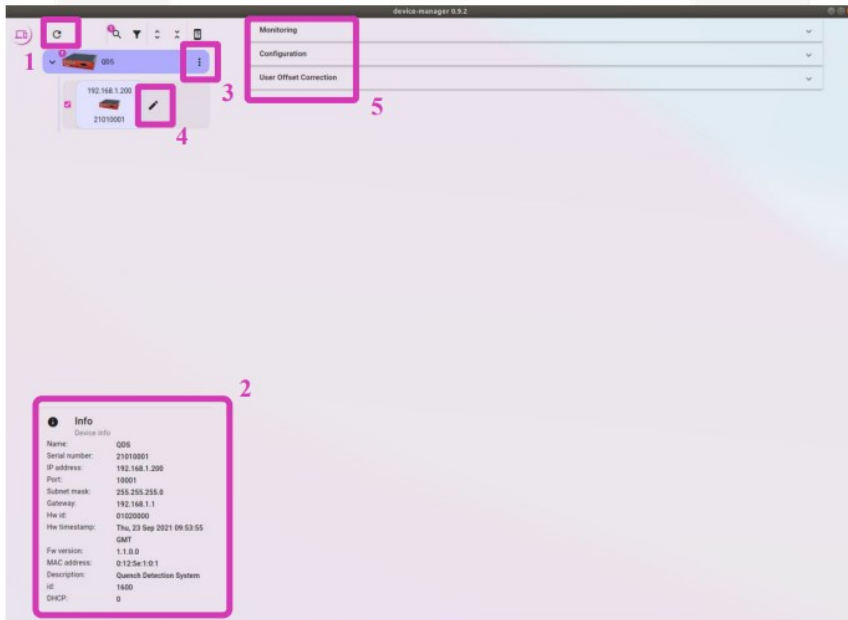 device-manager 0.9.2
1
QDS
3
192.168.1.200
21010001
4
Monitoring
Configuration
User Offset Correction
5
2
Info
Device info
Name: QDS
Serial number: 21010001
IP address: 192.168.1.200
Port: 10001
Subnet mask: 255.255.255.0
Gateway: 192.168.1.1
Hw id: 01020000
Hw timestamp: Thu, 23 Sep 2021 09:53:55
GMT
Fw version: 1.1.0.0
MAC address: 0:12:5e:1:0:1
Description: Quench Detection System
id: 1600
DHCP: 0